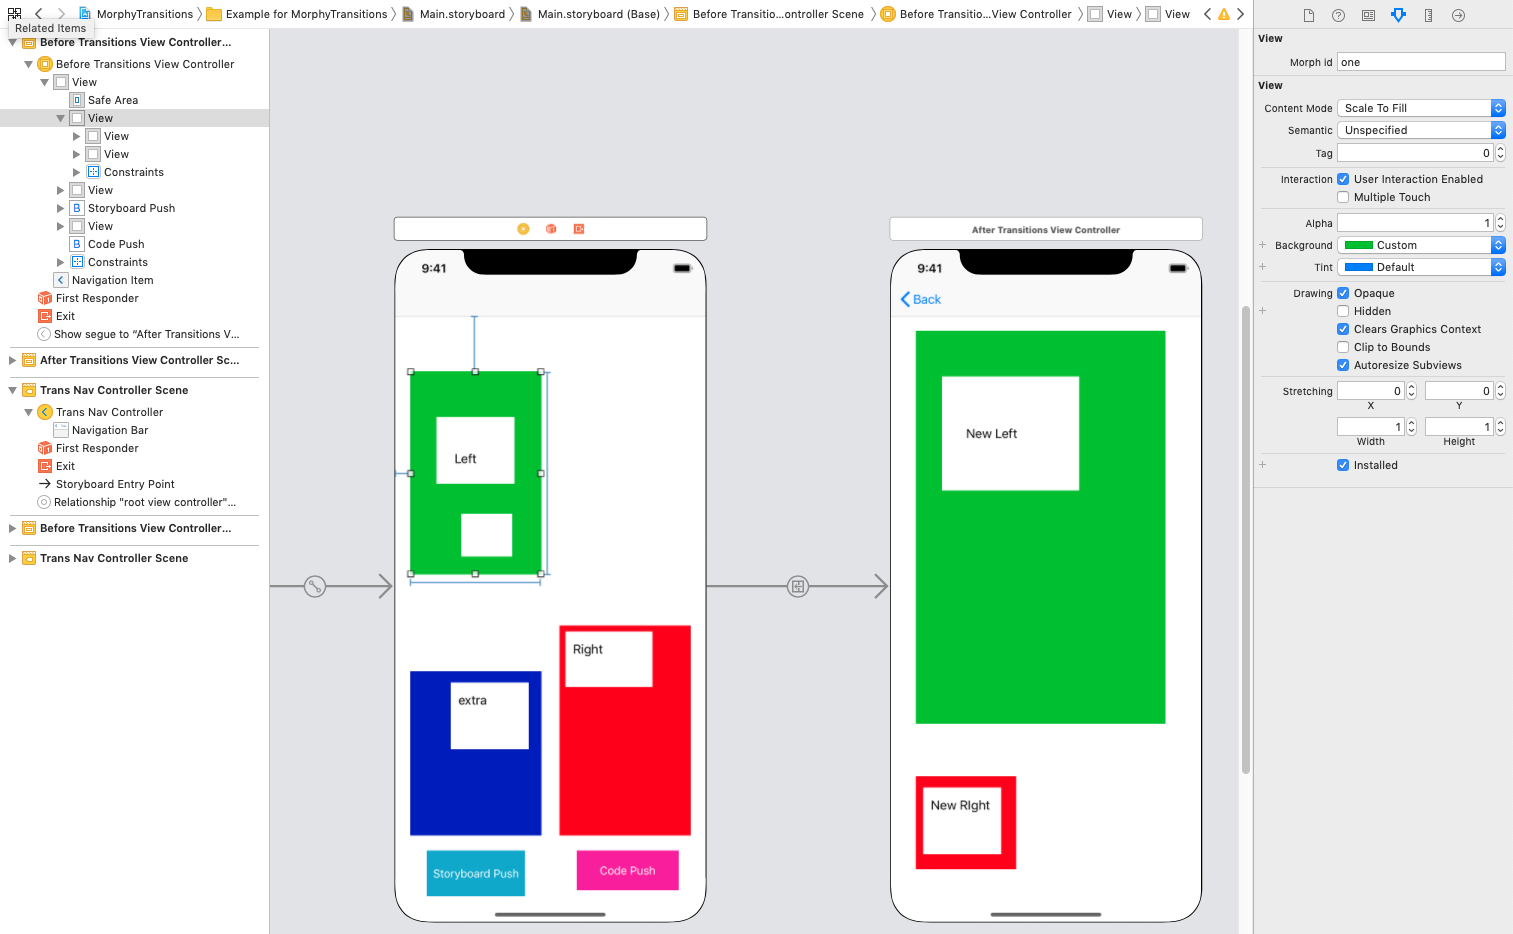 MorphyTransitions
Example for MorphyTransitions
Main.storyboard
Main.storyboard (Base)
Before Transitio...ontroller Scene
Before Transitio...View Controller
View
View
Related Items
Before Transitions View Controller...
Before Transitions View Controller
View
Safe Area
View
View
View
Constraints
View
B Storyboard Push
View
B Code Push
Constraints
Navigation Item
First Responder
Exit
Show segue to “After Transitions V...
After Transitions View Controller Sc...
Trans Nav Controller Scene
Trans Nav Controller
Navigation Bar
First Responder
Exit
Storyboard Entry Point
Relationship "root view controller"...
Before Transitions View Controller...
Trans Nav Controller Scene
9:41
Left
Right
extra
Storyboard Push
Code Push
After Transitions View Controller
9:41
Back
New Left
New RIght
View
Morph id one
View
Content Mode Scale To Fill
Semantic Unspecified
Tag 0
Interaction User Interaction Enabled
Multiple Touch
Alpha 1
Background Custom
Tint Default
Drawing Opaque
Hidden
Clears Graphics Context
Clip to Bounds
Autoresize Subviews
Stretching 0 0
X Y
1 1
Width Height
Installed